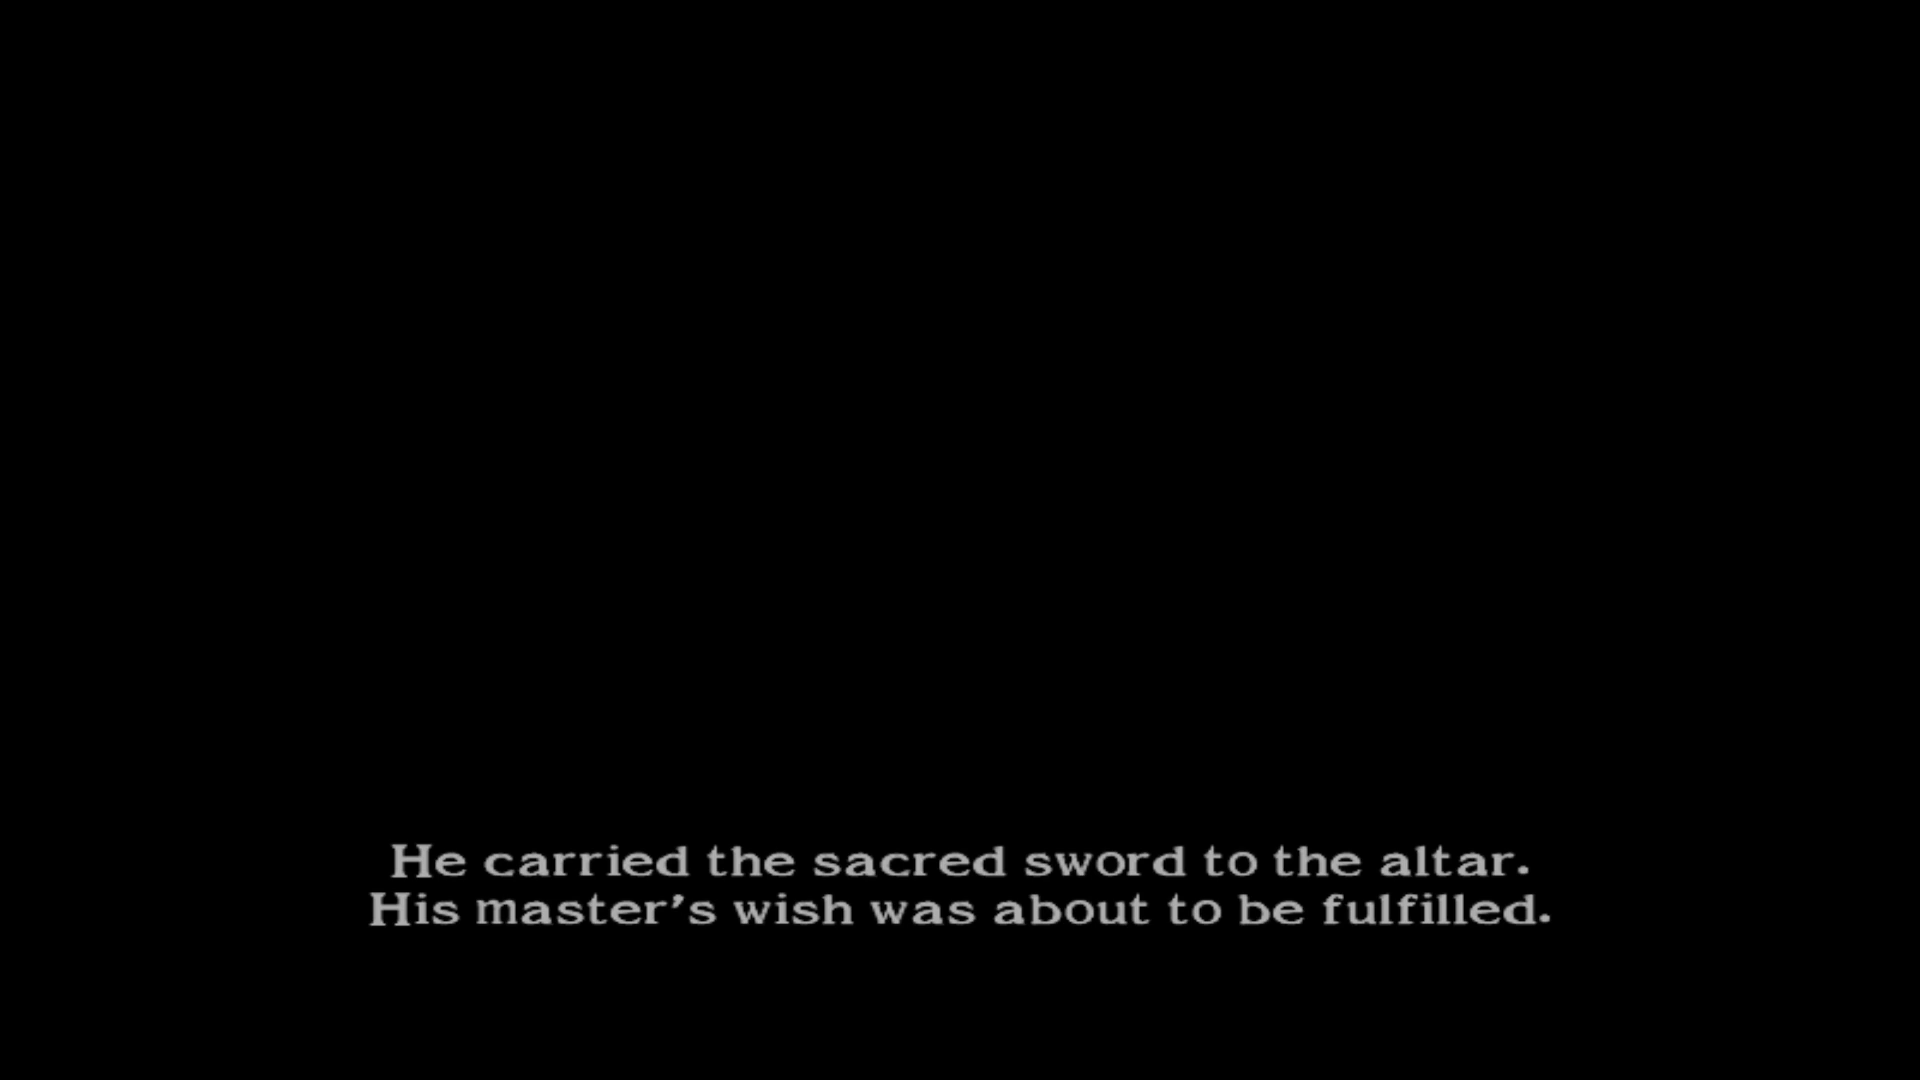 He carried the sacred sword to the altar.
His master's wish was about to be fulfilled.